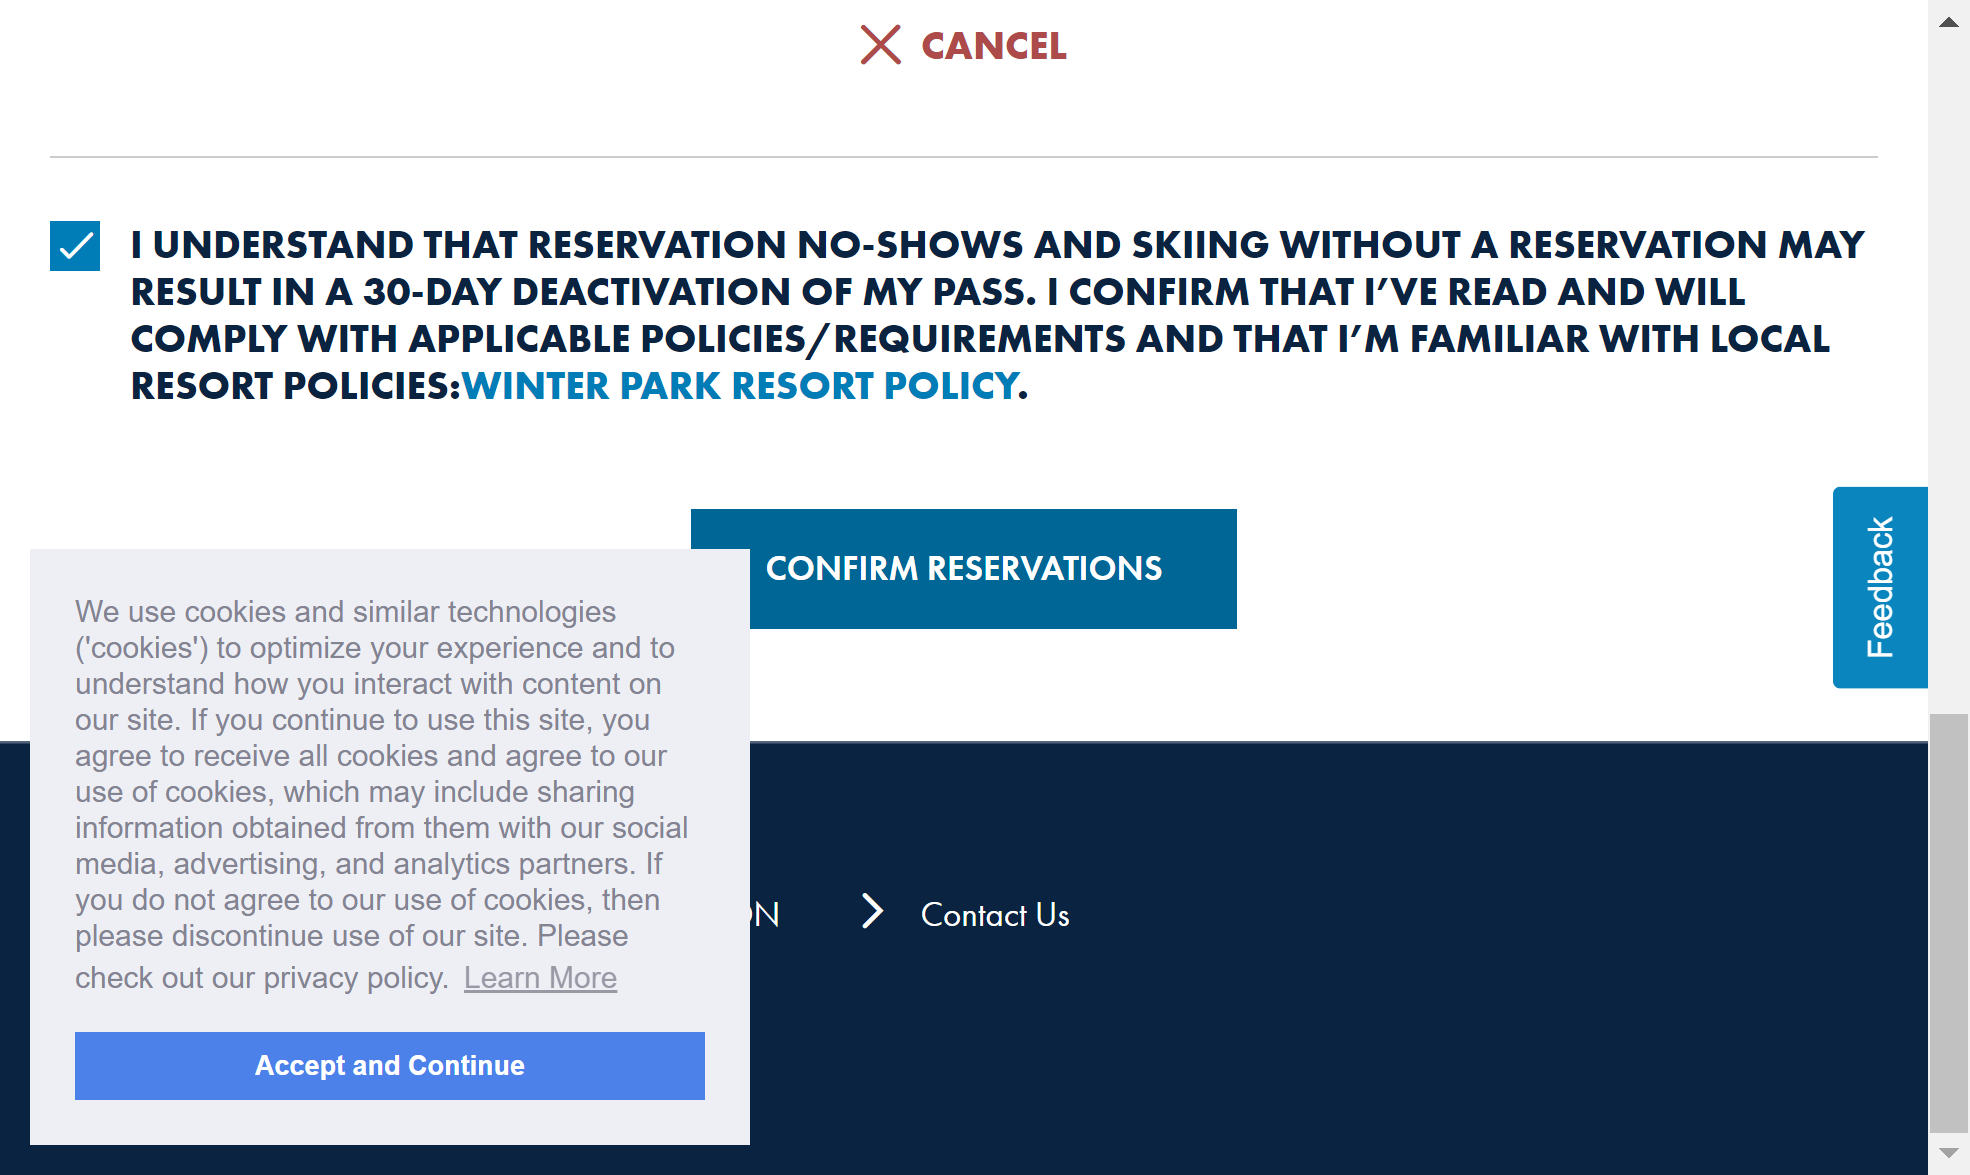 CANCEL
I UNDERSTAND THAT RESERVATION NO-SHOWS AND SKIING WITHOUT A RESERVATION MAY
RESULT IN A 30-DAY DEACTIVATION OF MY PASS. I CONFIRM THAT I’VE READ AND WILL
COMPLY WITH APPLICABLE POLICIES/REQUIREMENTS AND THAT I’M FAMILIAR WITH LOCAL
RESORT POLICIES:WINTER PARK RESORT POLICY.
CONFIRM RESERVATIONS
Feedback
We use cookies and similar technologies
('cookies') to optimize your experience and to
understand how you interact with content on
our site. If you continue to use this site, you
agree to receive all cookies and agree to our
use of cookies, which may include sharing
information obtained from them with our social
media, advertising, and analytics partners. If
you do not agree to our use of cookies, then
please discontinue use of our site. Please
check out our privacy policy. Learn More
Accept and Continue
Contact Us